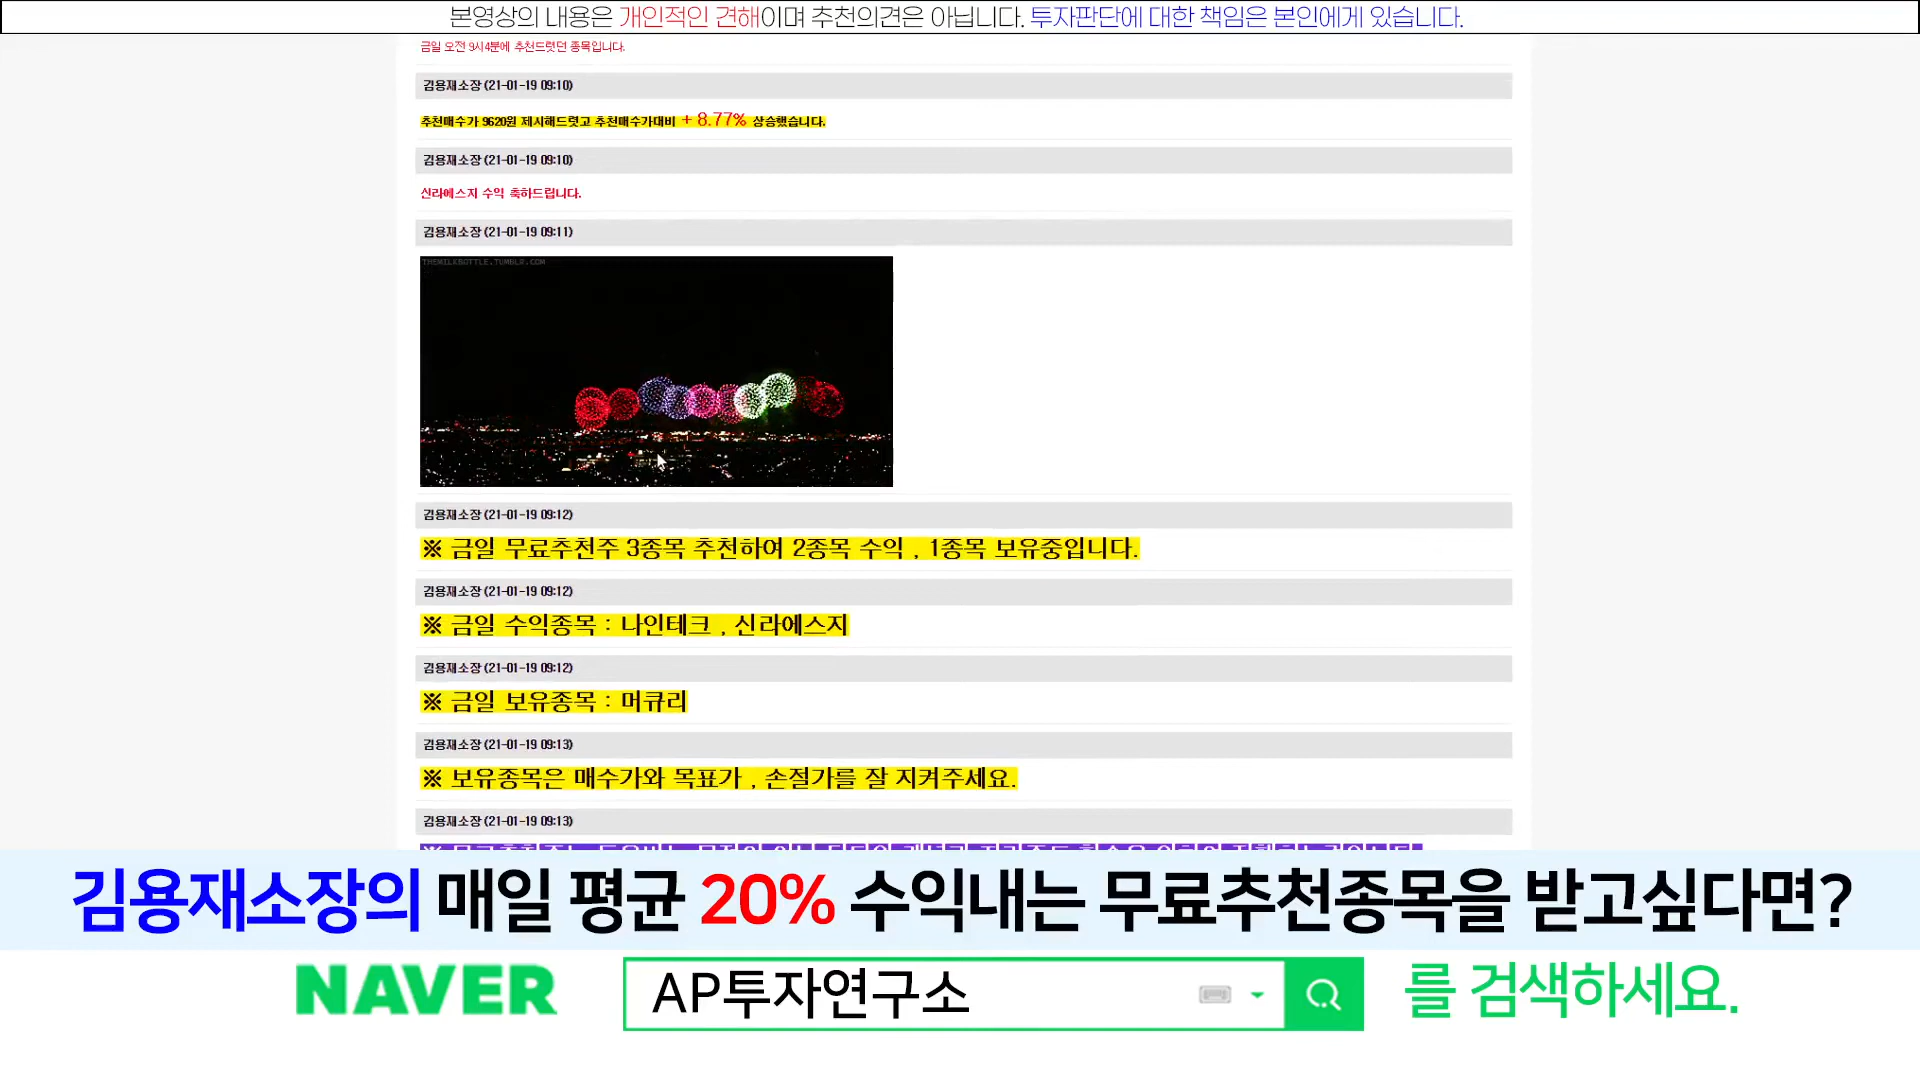 본영상의 내용은 개인적인 견해이며 추천의견은 아닙니다. 투자판단에 대한 책임은 본인에게 있습니다.
금일 오전 9시4분에 추천드렷던 종목입니다.
김용재소장 (21-01-19 09:10)
추천매수가 9620원 제시해드렷고 추천매수가대비 + 8.77% 상승했습니다.
김용재소장 (21-01-19 09:10)
신라에스지 수익 축하드립니다.
김용재소장 (21-01-19 09:11)
THEMILKBOTTLE.TUMBLR.COM
김용재소장 (21-01-19 09:12)
※ 금일 무료추천주 3종목 추천하여 2종목 수익 , 1종목 보유중입니다.
김용재소장 (21-01-19 09:12)
※ 금일 수익종목 : 나인테크 , 신라에스지
김용재소장 (21-01-19 09:12)
※ 금일 보유종목 : 머큐리
김용재소장 (21-01-19 09:13)
※ 보유종목은 매수가와 목표가 , 손절가를 잘 지켜주세요.
김용재소장 (21-01-19 09:13)
김용재소장의 매일 평균 20% 수익내는 무료추천종목을 받고싶다면?
NAVER AP투자연구소 를 검색하세요.